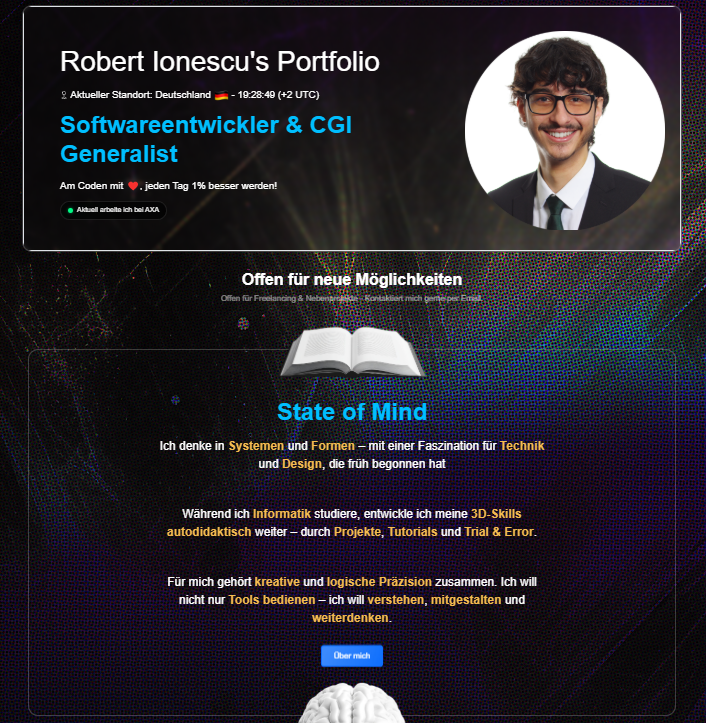 Robert Ionescu's Portfolio
Aktueller Standort: Deutschland 🇩🇪 - 19:28:49 (+2 UTC)
Softwareentwickler & CGI
Generalist
Am Coden mit ❤️, jeden Tag 1% besser werden!
Aktuell arbeite ich bei AXA
Offen für neue Möglichkeiten
Offen für Freelancing & Nebenprojekte - Kontaktiert mich gerne per Email.
State of Mind
Ich denke in Systemen und Formen – mit einer Faszination für Technik
und Design, die früh begonnen hat
Während ich Informatik studiere, entwickle ich meine 3D-Skills
autodidaktisch weiter – durch Projekte, Tutorials und Trial & Error.
Für mich gehört kreative und logische Präzision zusammen. Ich will
nicht nur Tools bedienen – ich will verstehen, mitgestalten und
weiterdenken.
Über mich